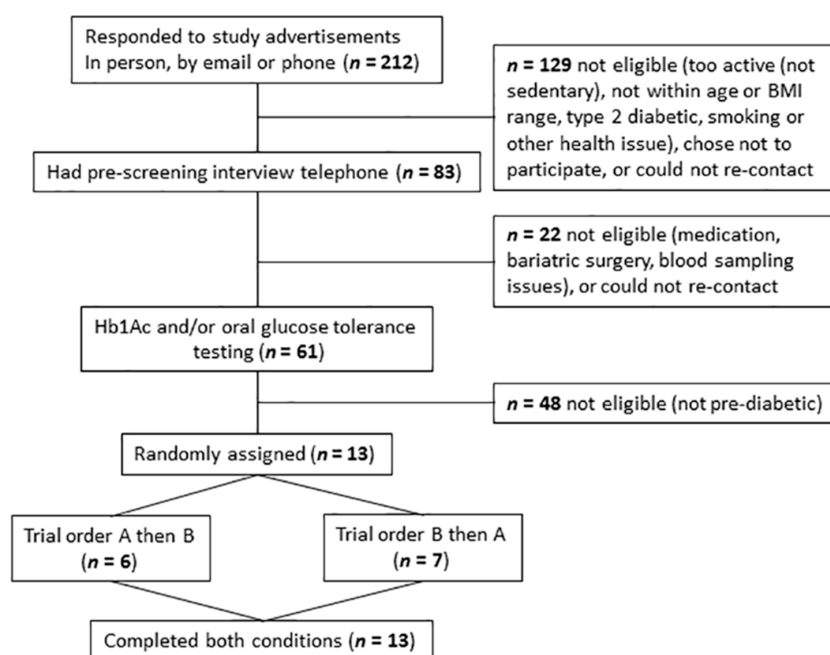 Responded to study advertisements
In person, by email or phone (n = 212)
n = 129 not eligible (too active (not
sedentary), not within age or BMI
range, type 2 diabetic, smoking or
other health issue), chose not to
participate, or could not re-contact
Had pre-screening interview telephone (n = 83)
n = 22 not eligible (medication,
bariatric surgery, blood sampling
issues), or could not re-contact
Hb1Ac and/or oral glucose tolerance
testing (n = 61)
n = 48 not eligible (not pre-diabetic)
Randomly assigned (n = 13)
Trial order A then B
(n = 6)
Trial order B then A
(n = 7)
Completed both conditions (n = 13)